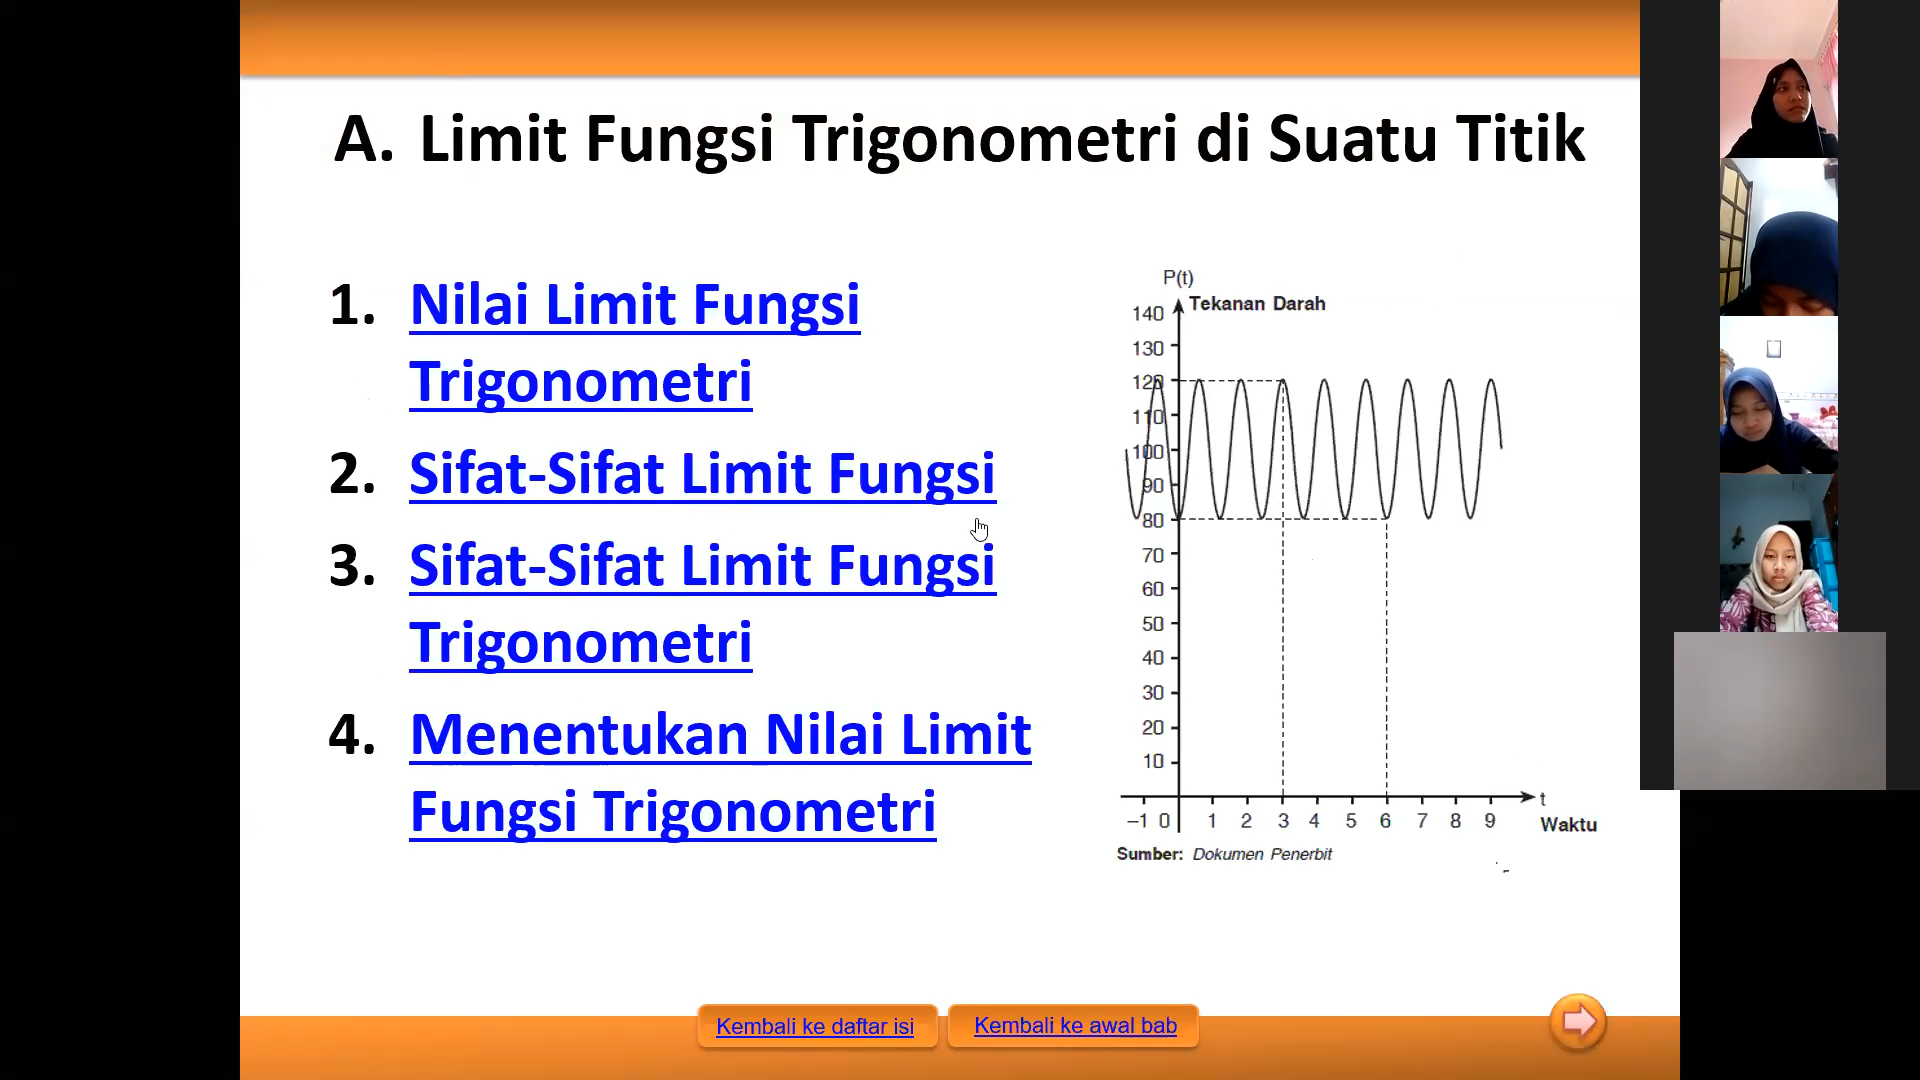 A. Limit Fungsi Trigonometri di Suatu Titik
1. Nilai Limit Fungsi
Trigonometri
2. Sifat-Sifat Limit Fungsi
3. Sifat-Sifat Limit Fungsi
Trigonometri
4. Menentukan Nilai Limit
Fungsi Trigonometri
P(t)
Tekanan Darah
140
130
120
110
100
90
80
70
60
50
40
30
20
10
–1 0 1 2 3 4 5 6 7 8 9
t
Waktu
Sumber: Dokumen Penerbit
Kembali ke daftar isi
Kembali ke awal bab